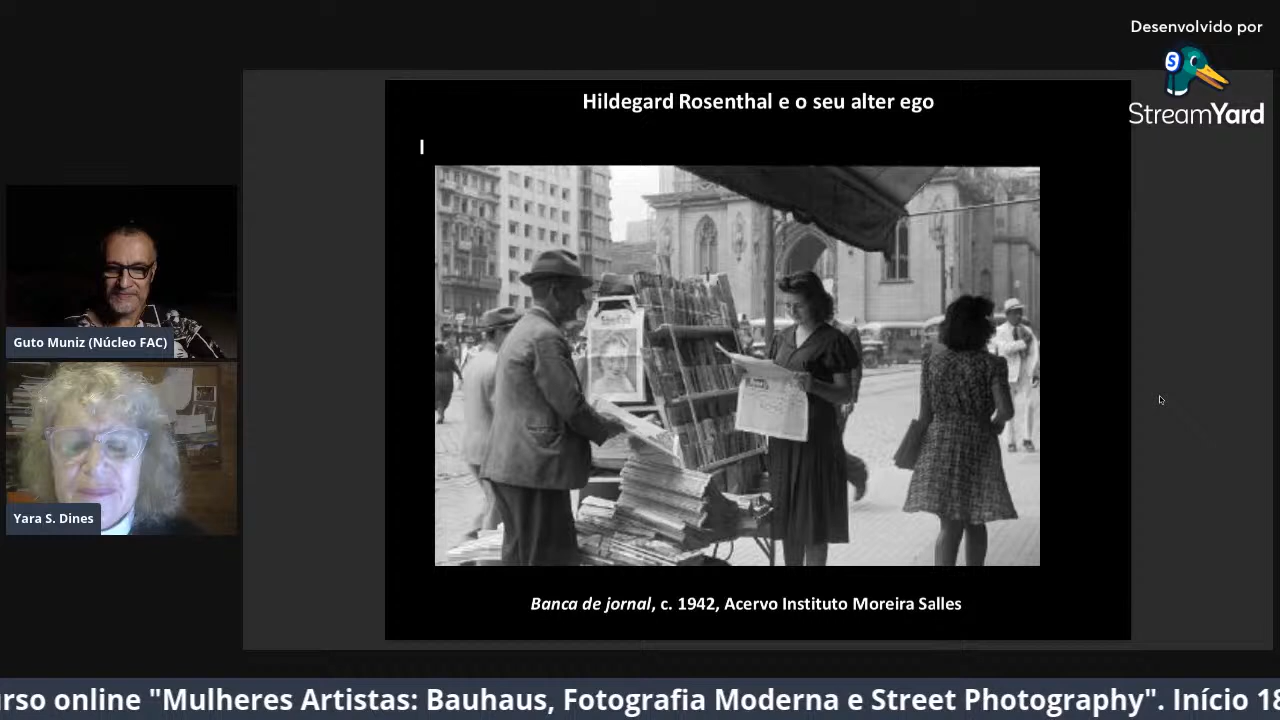 Desenvolvido por
StreamYard
Hildegard Rosenthal e o seu alter ego
I
Guto Muniz (Núcleo FAC)
Yara S. Dines
Banca de jornal, c. 1942, Acervo Instituto Moreira Salles
urso online "Mulheres Artistas: Bauhaus, Fotografia Moderna e Street Photography". Início 18